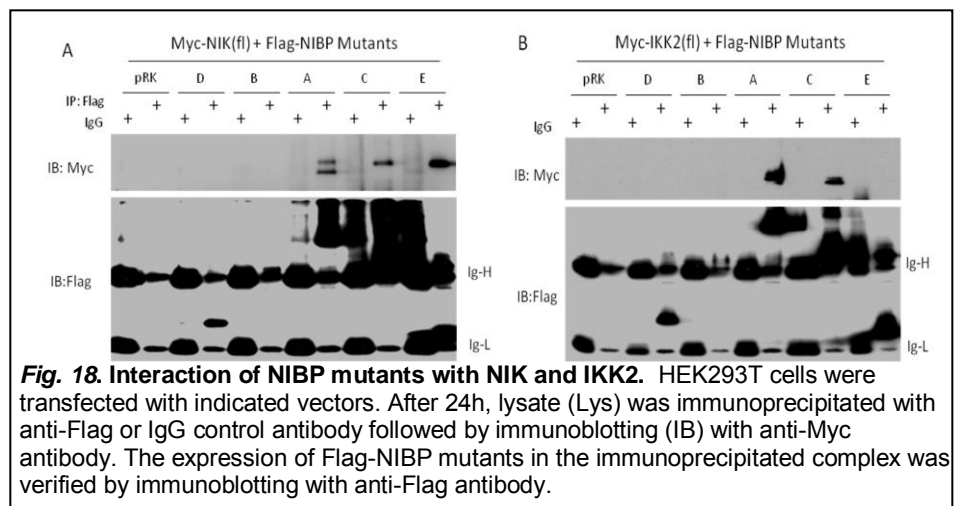 A
Myc-NIK(fl) + Flag-NIBP Mutants
pRK D B A C E
IP: Flag + + + + + +
IgG + + + + + +
IB: Myc
IB:Flag
Ig-H
Ig-L
B
Myc-IKK2(fl) + Flag-NIBP Mutants
pRK D B A C E
+ + + + + +
IgG + + + + + +
IB: Myc
IB:Flag
Ig-H
Ig-L
Fig. 18. Interaction of NIBP mutants with NIK and IKK2. HEK293T cells were
transfected with indicated vectors. After 24h, lysate (Lys) was immunoprecipitated with
anti-Flag or IgG control antibody followed by immunoblotting (IB) with anti-Myc
antibody. The expression of Flag-NIBP mutants in the immunoprecipitated complex was
verified by immunoblotting with anti-Flag antibody.